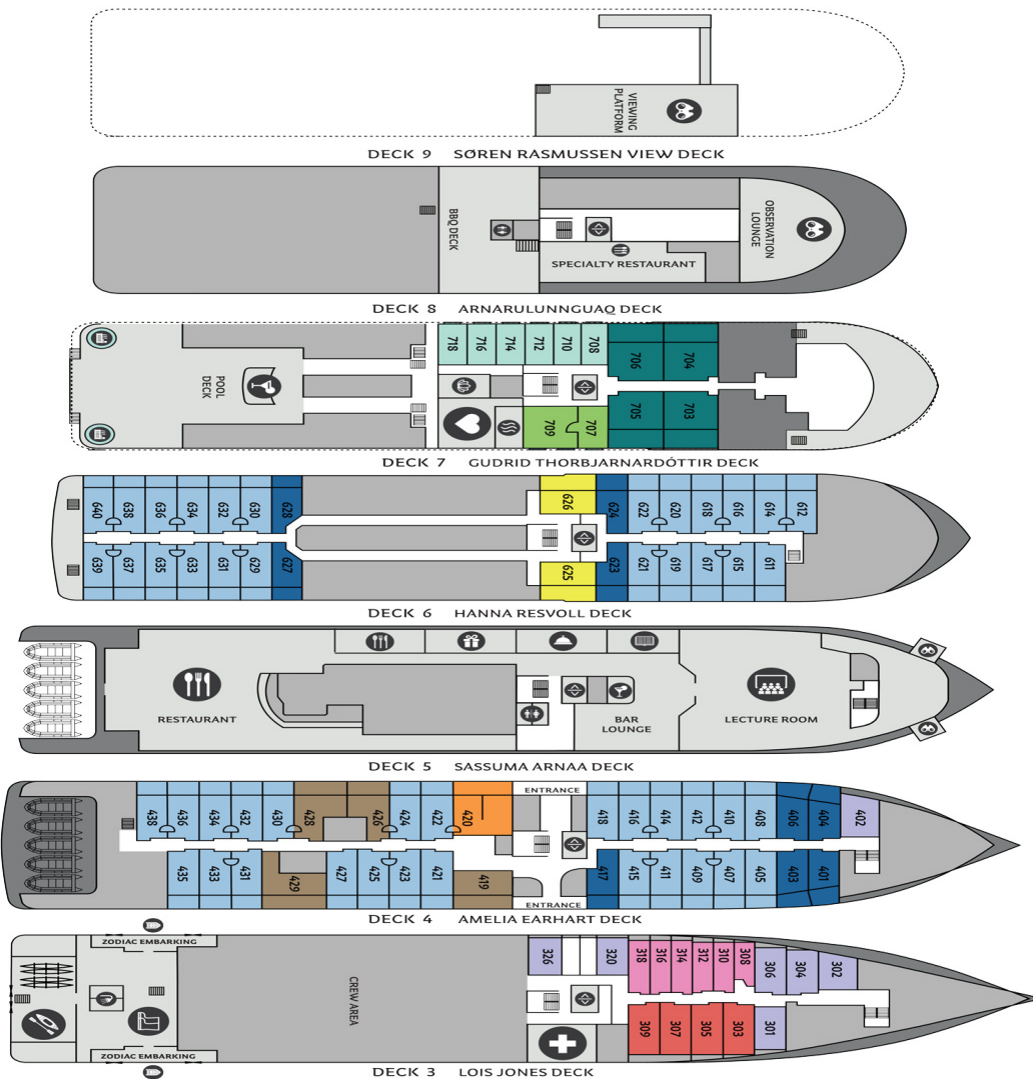 VIEWING
PLATFORM
DECK 9 SØREN RASMUSSEN VIEW DECK
BBQ DECK
OBSERVATION
LOUNGE
SPECIALTY RESTAURANT
DECK 8 ARNARULUNNGUAQ DECK
718 716 714 712 710 708
706 704
POOL
DECK
709 707 705 703
DECK 7 GUDRID THORBJARNARDÓTTIR DECK
640 638 636 634 632 630 628 626 624 622 620 618 616 614 612
639 637 635 633 631 629 627 625 623 621 619 617 615 611
DECK 6 HANNA RESVOLL DECK
RESTAURANT
BAR
LOUNGE
LECTURE ROOM
DECK 5 SASSUMA ARNAA DECK
ENTRANCE
438 436 434 432 430 428 426 424 422 420 418 416 414 412 410 408 406 404 402
435 433 431 429 427 425 423 421 419 417 415 411 409 407 405 403 401
ENTRANCE
DECK 4 AMELIA EARHART DECK
ZODIAC EMBARKING
326 320 318 316 314 312 310 308 306 304 302
CREW AREA
309 307 305 303 301
ZODIAC EMBARKING
DECK 3 LOIS JONES DECK